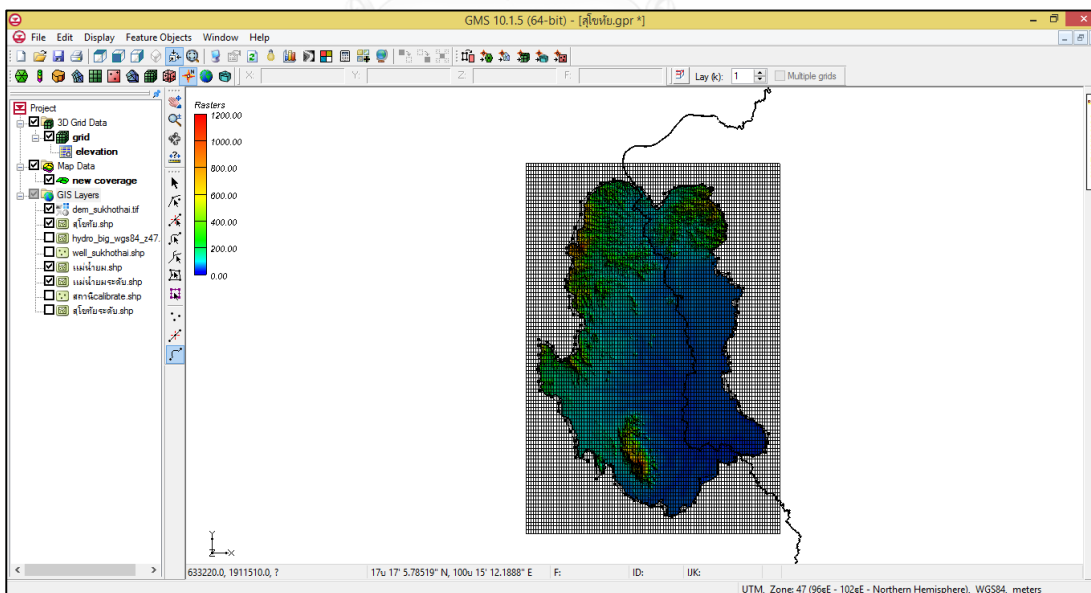 GMS 10.1.5 (64-bit) - [สุโขทัย.gpr *]
File Edit Display Feature Objects Window Help
X: Y: Z: F: Lay (k): 1 Multiple grids
Project
3D Grid Data
grid
elevation
Map Data
new coverage
GIS Layers
dem_sukhothai.tif
สุโขทัย.shp
hydro_big_wgs84_z47.
well_sukhothai.shp
แม่น้ำยม.shp
แม่น้ำยมระดับ.shp
สถานีcalibrate.shp
สุโขทัยระดับ.shp
Rasters
1200.00
1000.00
800.00
600.00
400.00
200.00
0.00
Y
Z X
633220.0, 1911510.0, ? 17u 17' 5.78519" N, 100u 15' 12.1888" E F: ID: IJK:
UTM, Zone: 47 (96єE - 102єE - Northern Hemisphere), WGS84, meters